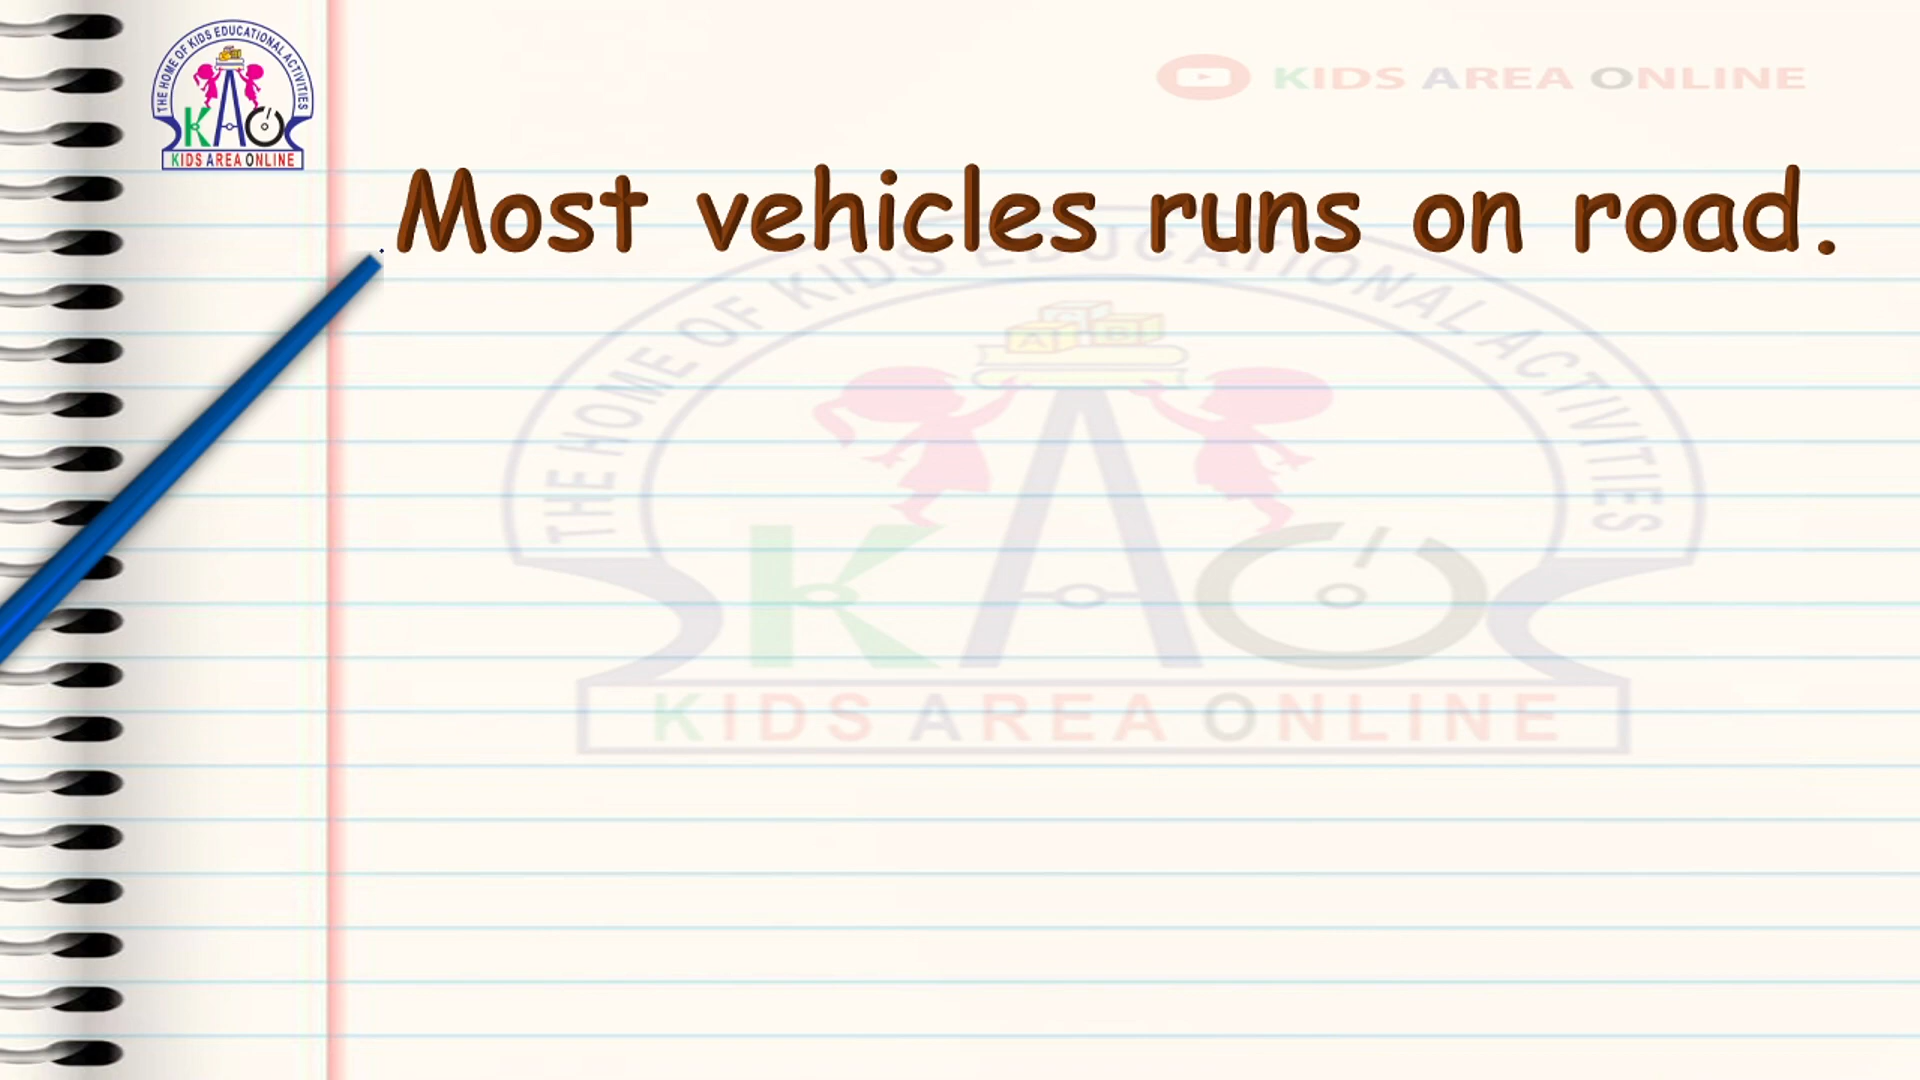 THE HOME OF KIDS EDUCATIONAL ACTIVITIES
KAO
KIDS AREA ONLINE
KIDS AREA ONLINE
Most vehicles runs on road.
THE HOME OF KIDS EDUCATIONAL ACTIVITIES
A C B
KAO
KIDS AREA ONLINE